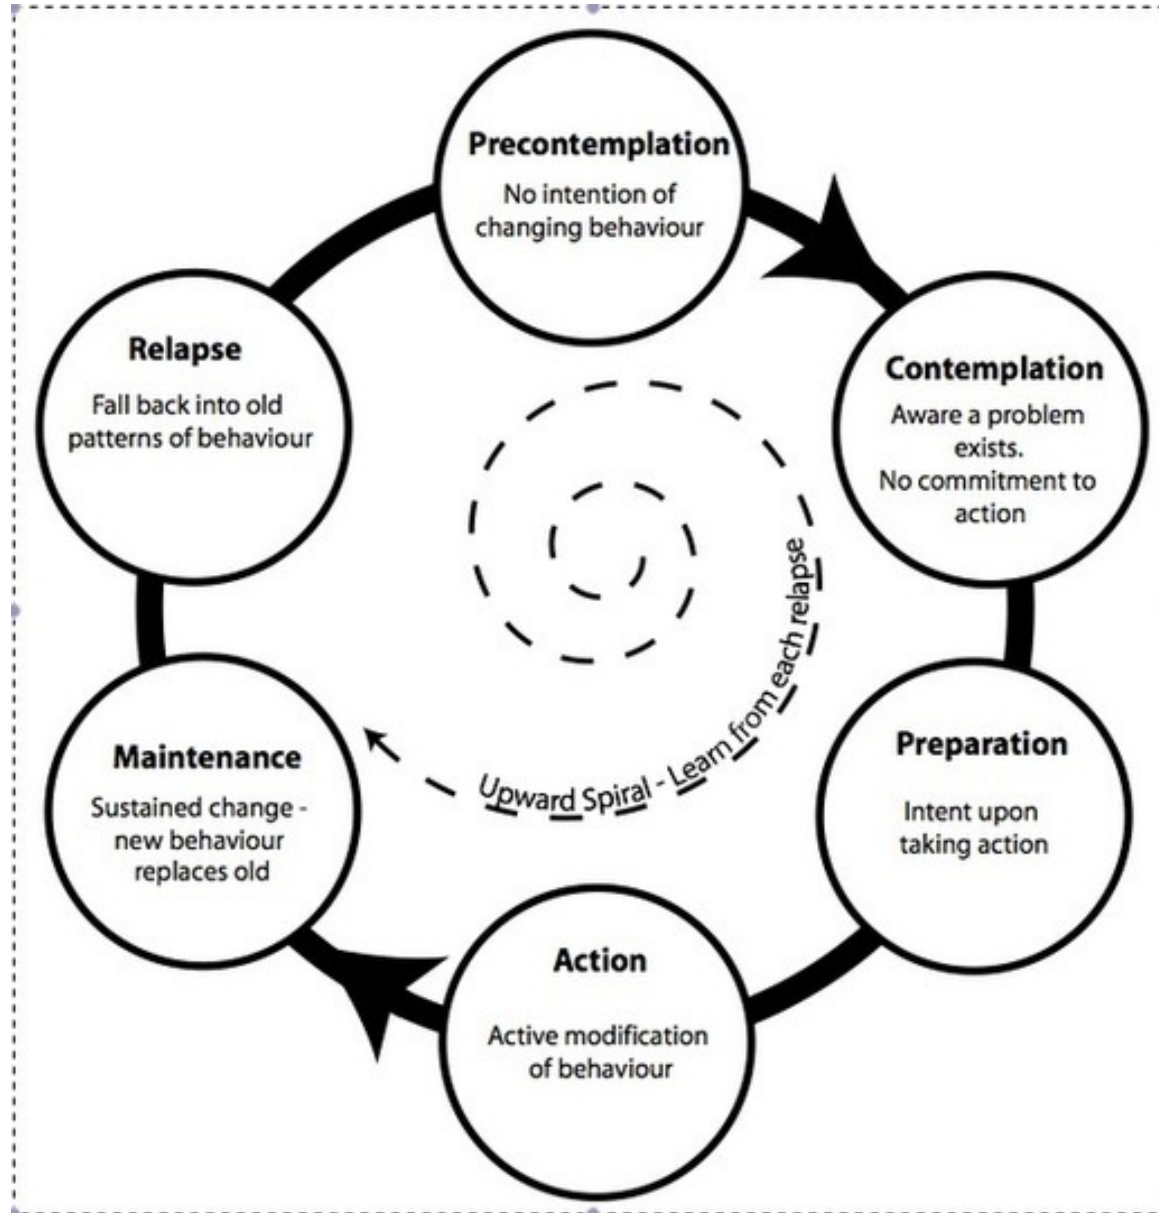 Precontemplation
No intention of
changing behaviour
Contemplation
Aware a problem
exists.
No commitment to
action
Preparation
Intent upon
taking action
Action
Active modification
of behaviour
Maintenance
Sustained change -
new behaviour
replaces old
Relapse
Fall back into old
patterns of behaviour
Upward Spiral - Learn from each relapse